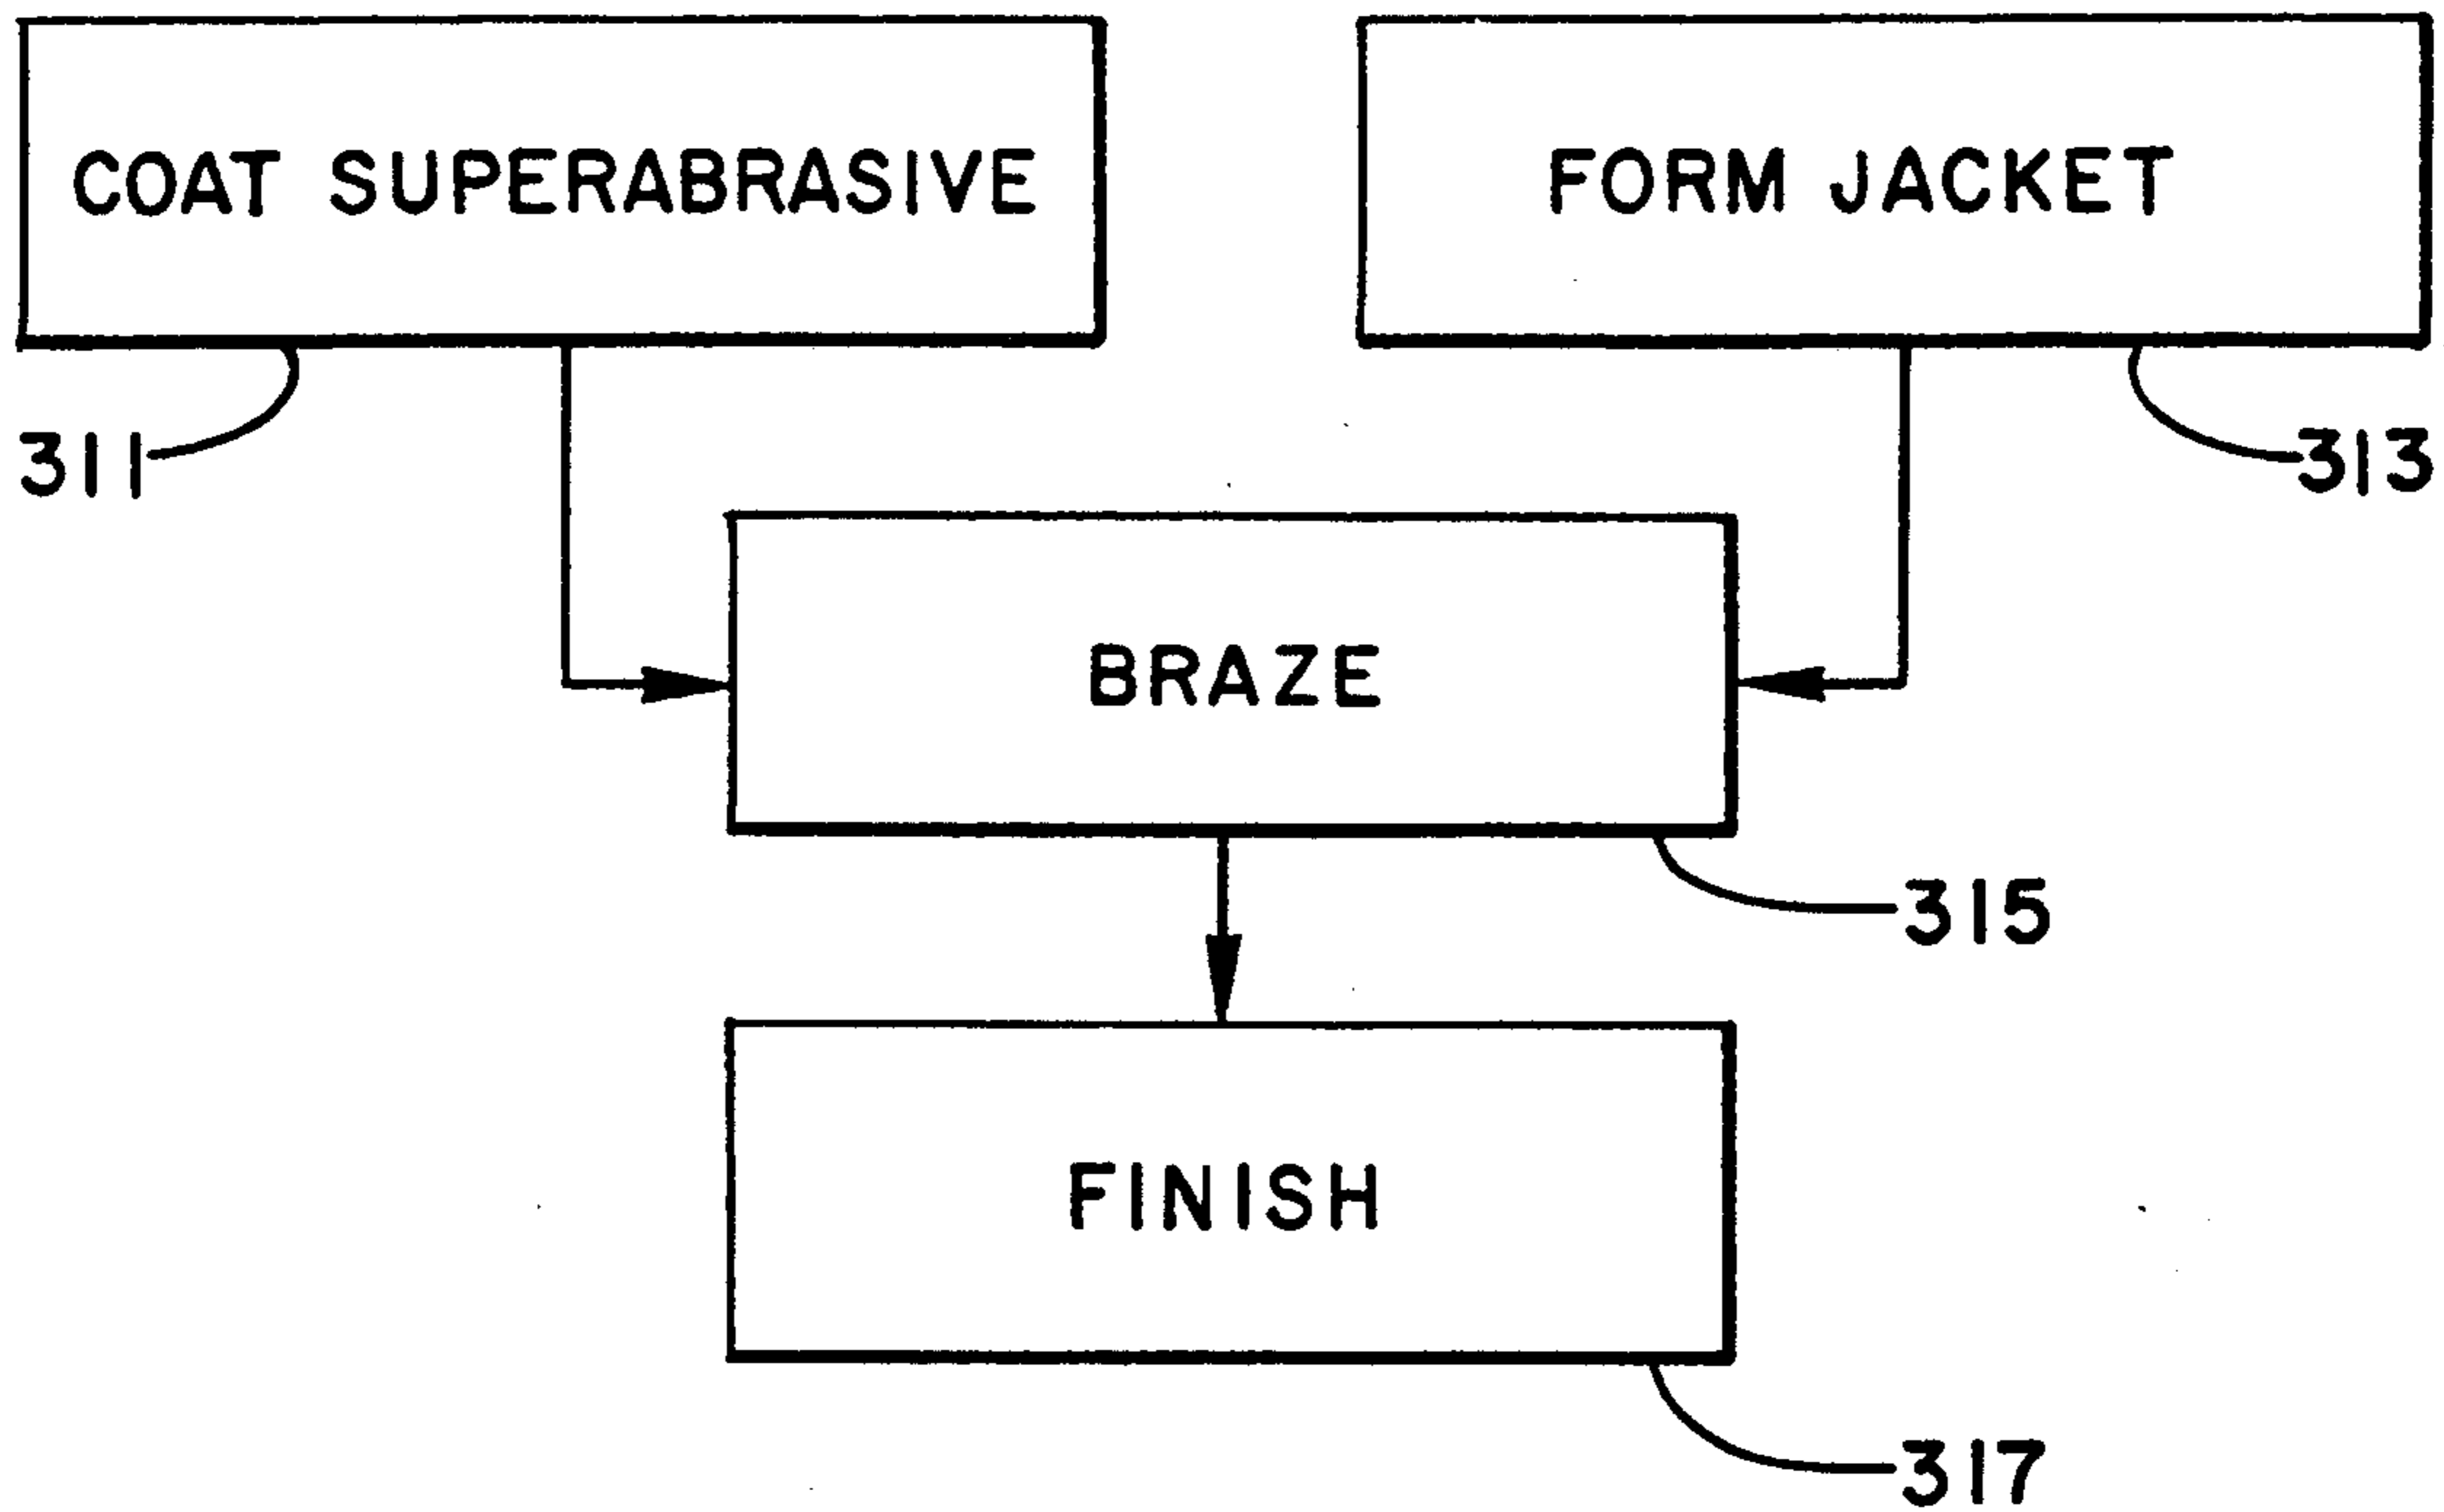 COAT SUPERABRASIVE
FORM JACKET
311
313
BRAZE
315
FINISH
317